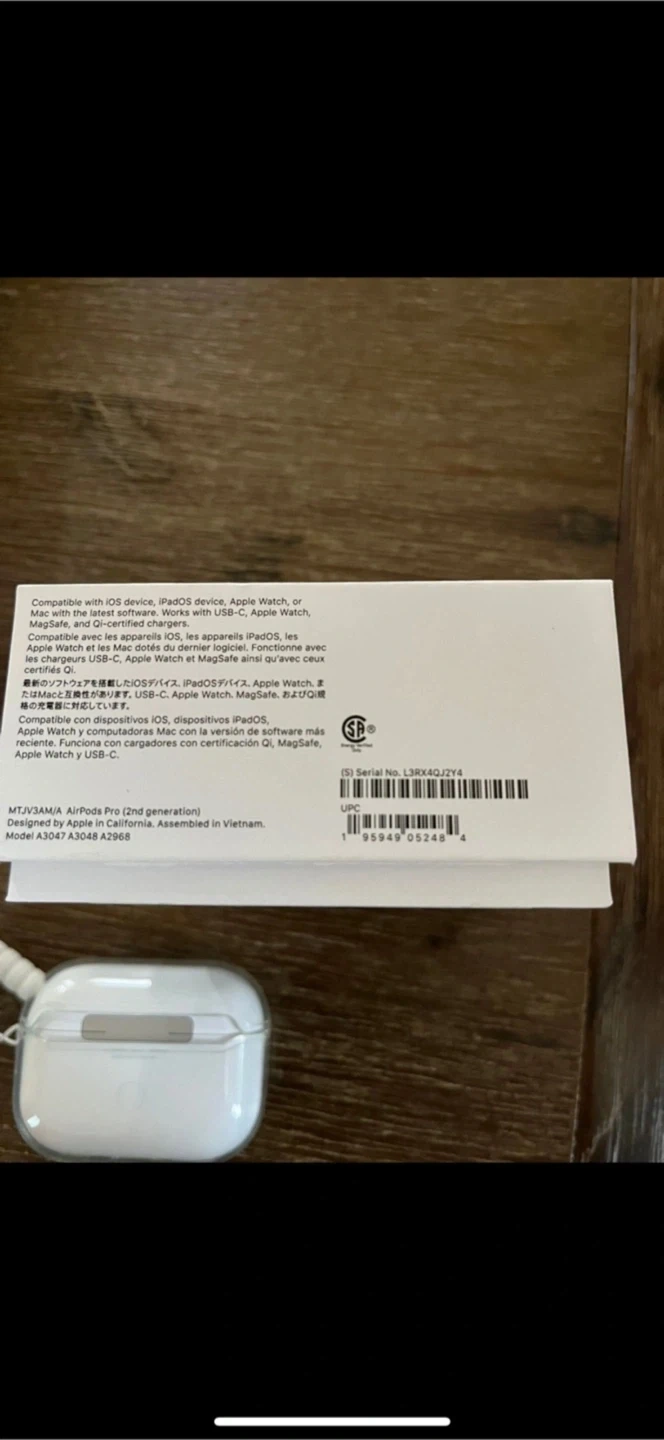 Compatible with iOS device, iPadOS device, Apple Watch, or
Mac with the latest software. Works with USB-C, Apple Watch,
MagSafe, and Qi-certified chargers.
Compatible avec les appareils iOS, les appareils iPadOS, les
Apple Watch et les Mac dotés du dernier logiciel. Fonctionne avec
les chargeurs USB-C, Apple Watch et MagSafe ainsi qu'avec ceux
certifiés Qi.
最新のソフトウェアを搭載したiOSデバイス、iPadOSデバイス、Apple Watch、ま
たはMacと互換性があります。USB-C、Apple Watch、MagSafe、およびQi規
格の充電器に対応しています。
Compatible con dispositivos iOS, dispositivos iPadOS,
Apple Watch y computadoras Mac con la versión de software más
reciente. Funciona con cargadores con certificación Qi, MagSafe,
Apple Watch y USB-C.
MTJV3AM/A AirPods Pro (2nd generation)
Designed by Apple in California. Assembled in Vietnam.
Model A3047 A3048 A2968
SA®
Energy Verified
Only
(S) Serial No. L3RX4QJ2Y4
UPC
1 95949 05248 4